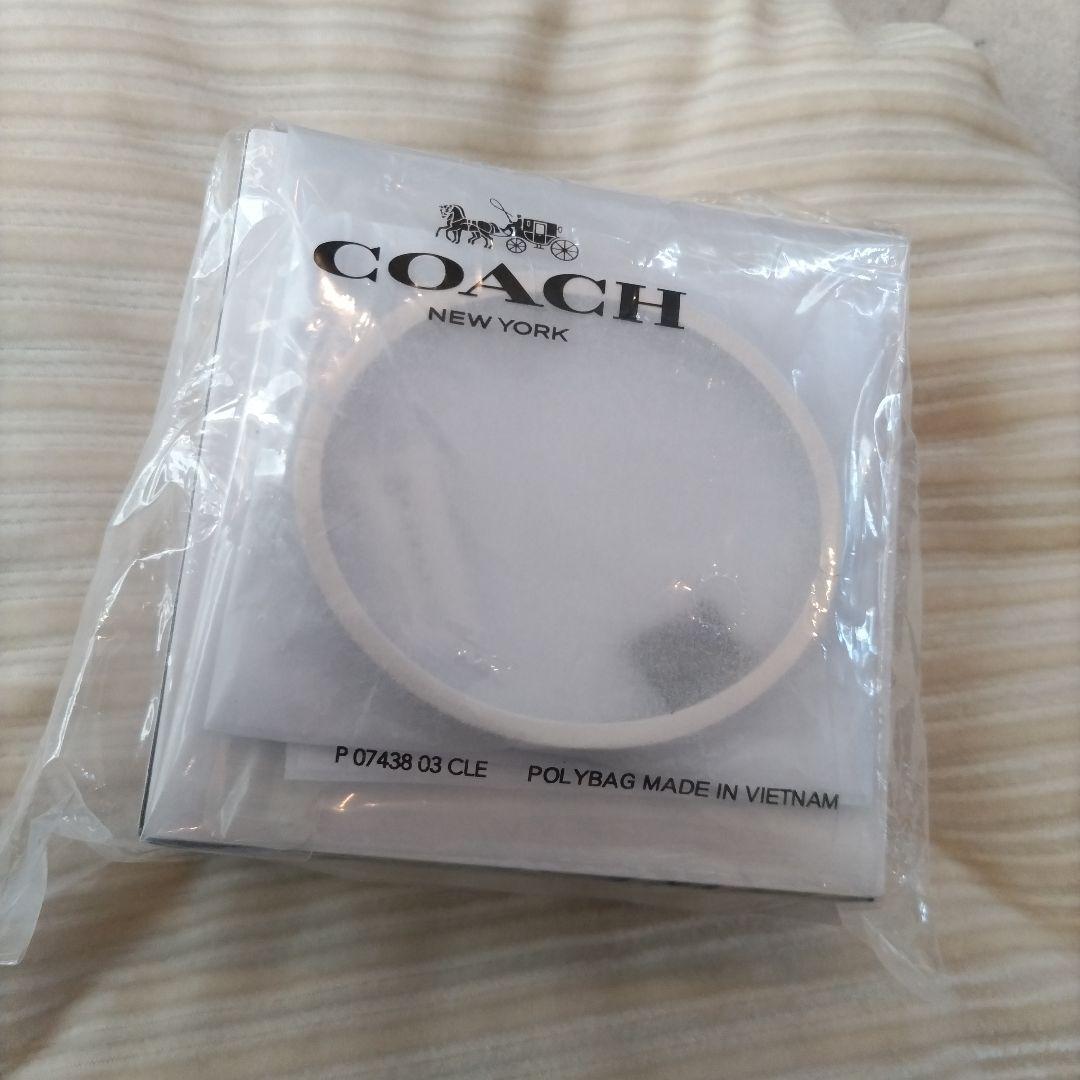 COACH
NEW YORK
P 07438 03 CLE POLYBAG MADE IN VIETNAM